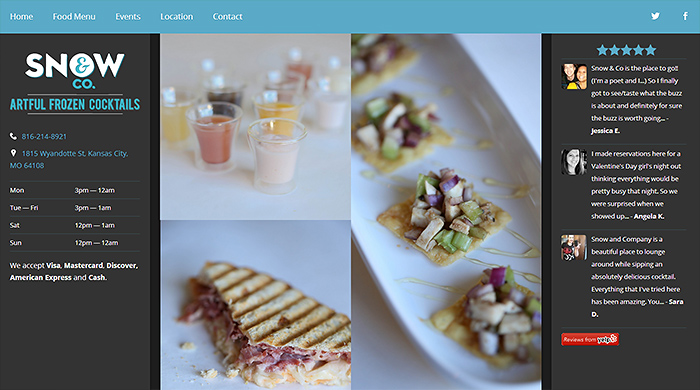 Home Food Menu Events Location Contact
SNOW & CO.
ARTFUL FROZEN COCKTAILS
816-214-8921
1815 Wyandotte St, Kansas City,
MO 64108
Mon 3pm — 12am
Tue — Fri 3pm — 1am
Sat 12pm — 1am
Sun 12pm — 12am
We accept Visa, Mastercard, Discover,
American Express and Cash.
Snow & Co is the place to go!!
(I'm a poet and I...) So I finally
got to see/taste what the buzz
is about and definitely for sure
the buzz is worth going... -
Jessica E.
I made reservations here for a
Valentine's Day girl's night out
thinking everything would be
pretty busy that night. So we
were surprised when we
showed up... - Angela K.
Snow and Company is a
beautiful place to lounge
around while sipping an
absolutely delicious cocktail.
Everything that I've tried here
has been amazing. You... - Sara
D.
Reviews from yelp